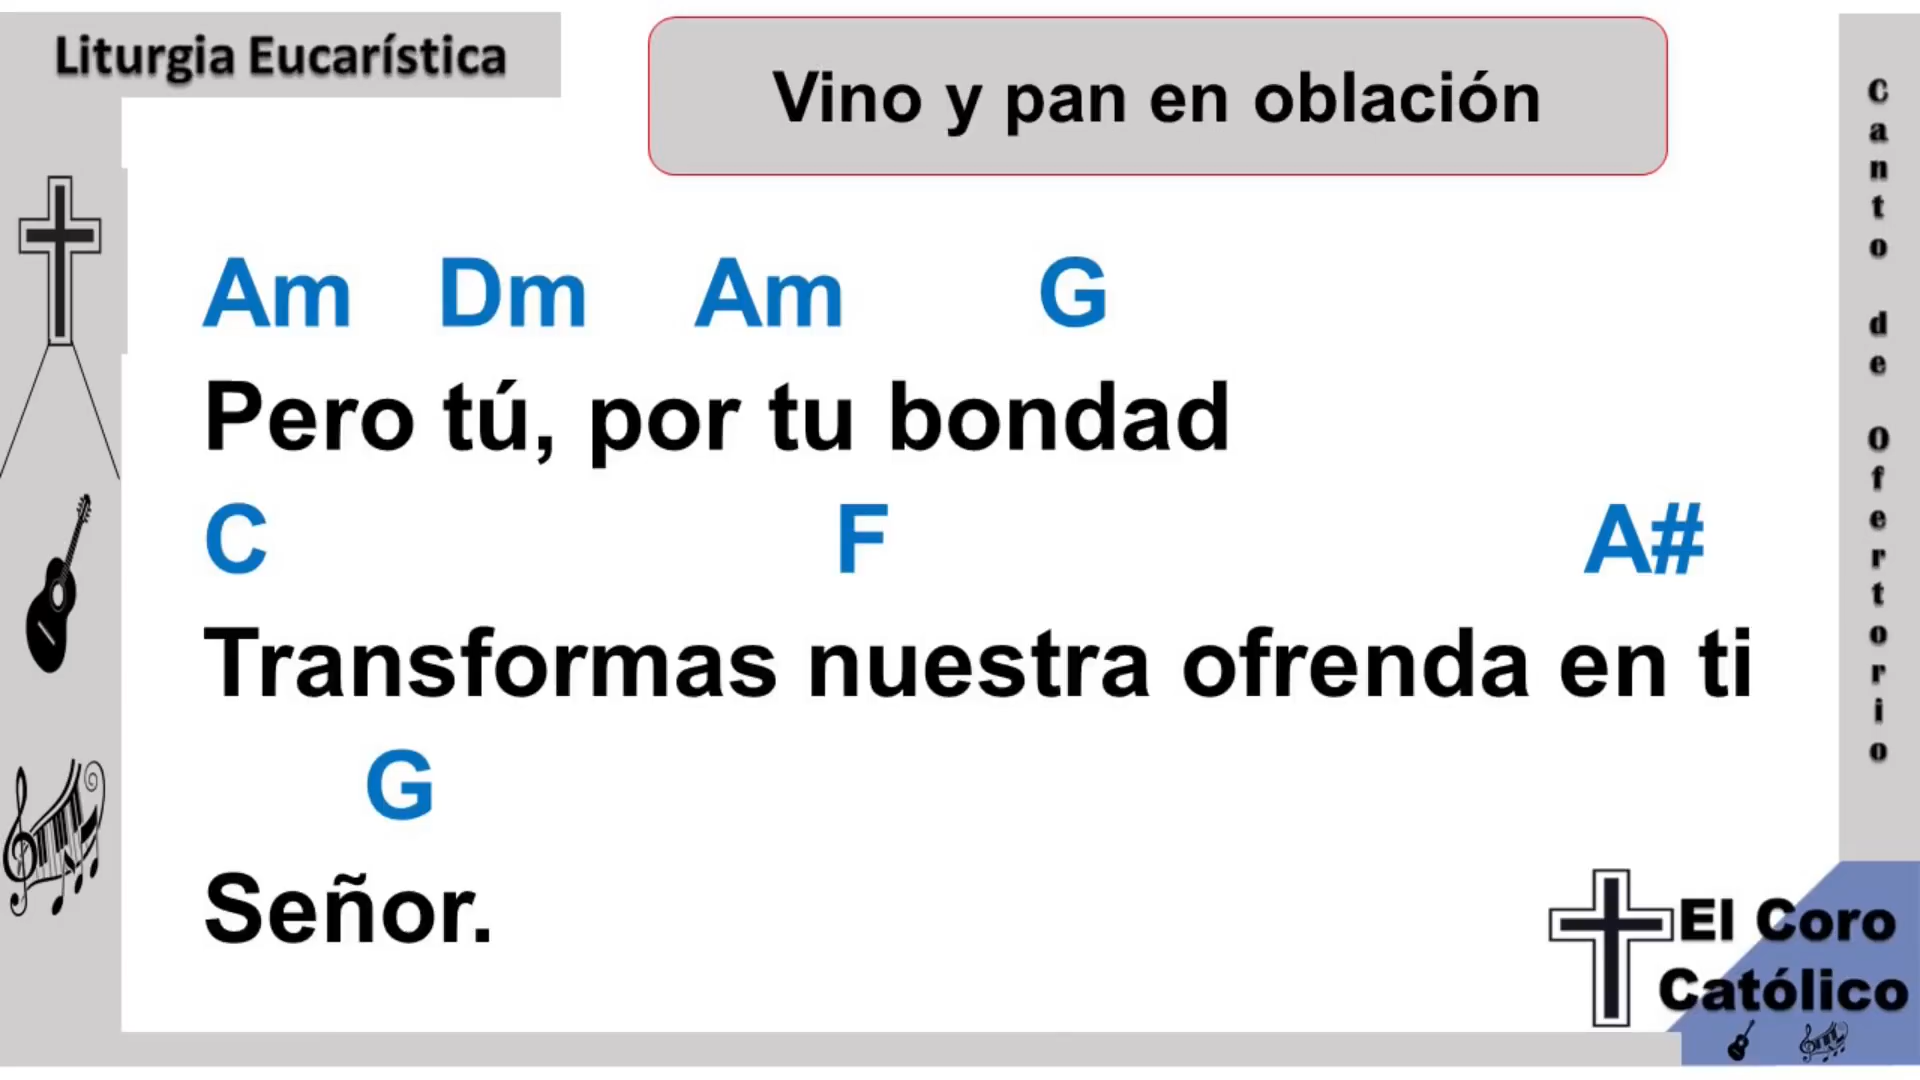 Liturgia Eucarística
Vino y pan en oblación
Am Dm Am G
Pero tú, por tu bondad
C F A#
Transformas nuestra ofrenda en ti
G
Señor.
Canto de Ofertorio
El Coro
Católico